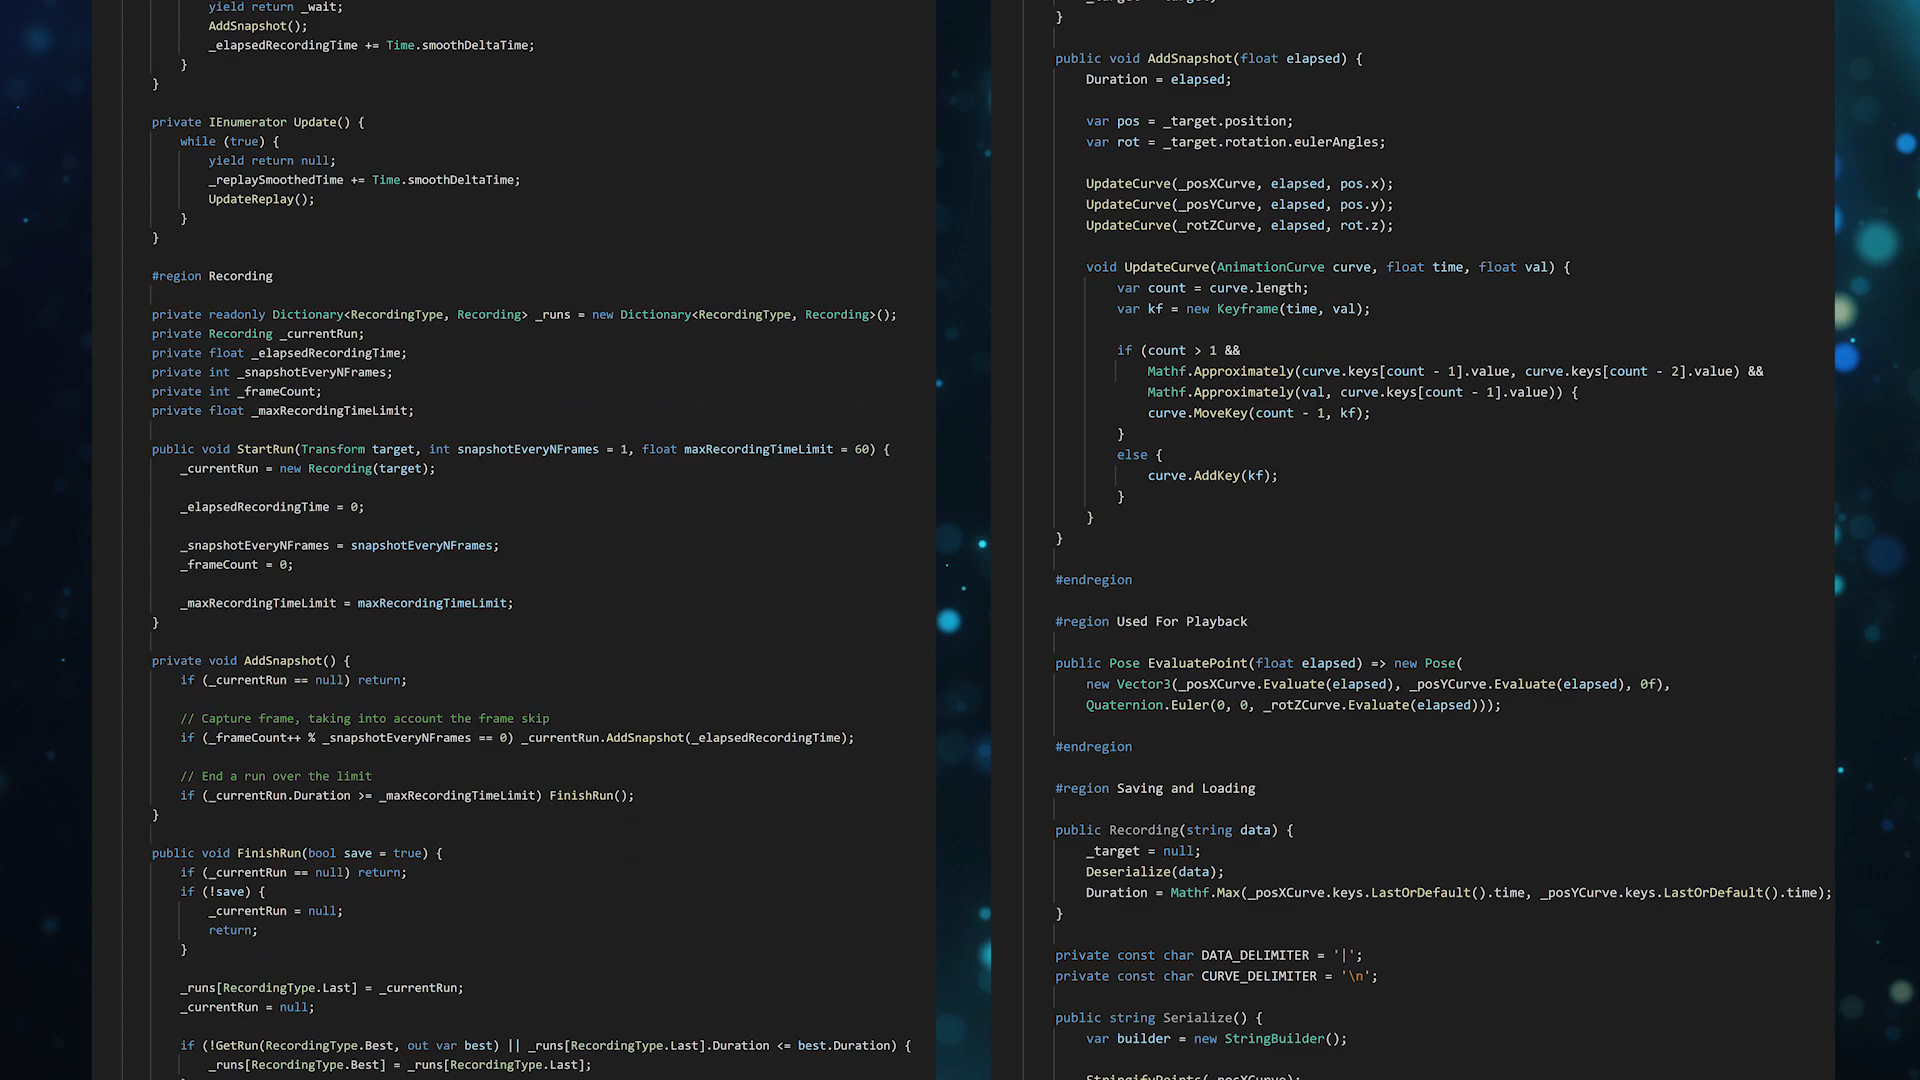 yield return _wait;
AddSnapshot();
_elapsedRecordingTime += Time.smoothDeltaTime;
}
}
private IEnumerator Update() {
while (true) {
yield return null;
_replaySmoothedTime += Time.smoothDeltaTime;
UpdateReplay();
}
}
#region Recording
private readonly Dictionary<RecordingType, Recording> _runs = new Dictionary<RecordingType, Recording>();
private Recording _currentRun;
private float _elapsedRecordingTime;
private int _snapshotEveryNFrames;
private int _frameCount;
private float _maxRecordingTimeLimit;
public void StartRun(Transform target, int snapshotEveryNFrames = 1, float maxRecordingTimeLimit = 60) {
_currentRun = new Recording(target);
_elapsedRecordingTime = 0;
_snapshotEveryNFrames = snapshotEveryNFrames;
_frameCount = 0;
_maxRecordingTimeLimit = maxRecordingTimeLimit;
}
private void AddSnapshot() {
if (_currentRun == null) return;
// Capture frame, taking into account the frame skip
if (_frameCount++ % _snapshotEveryNFrames == 0) _currentRun.AddSnapshot(_elapsedRecordingTime);
// End a run over the limit
if (_currentRun.Duration >= _maxRecordingTimeLimit) FinishRun();
}
public void FinishRun(bool save = true) {
if (_currentRun == null) return;
if (!save) {
_currentRun = null;
return;
}
_runs[RecordingType.Last] = _currentRun;
_currentRun = null;
if (!GetRun(RecordingType.Best, out var best) || _runs[RecordingType.Last].Duration <= best.Duration) {
_runs[RecordingType.Best] = _runs[RecordingType.Last];
}
public void AddSnapshot(float elapsed) {
Duration = elapsed;
var pos = _target.position;
var rot = _target.rotation.eulerAngles;
UpdateCurve(_posXCurve, elapsed, pos.x);
UpdateCurve(_posYCurve, elapsed, pos.y);
UpdateCurve(_rotZCurve, elapsed, rot.z);
void UpdateCurve(AnimationCurve curve, float time, float val) {
var count = curve.length;
var kf = new Keyframe(time, val);
if (count > 1 &&
Mathf.Approximately(curve.keys[count - 1].value, curve.keys[count - 2].value) &&
Mathf.Approximately(val, curve.keys[count - 1].value)) {
curve.MoveKey(count - 1, kf);
}
else {
curve.AddKey(kf);
}
}
}
#endregion
#region Used For Playback
public Pose EvaluatePoint(float elapsed) => new Pose(
new Vector3(_posXCurve.Evaluate(elapsed), _posYCurve.Evaluate(elapsed), 0f),
Quaternion.Euler(0, 0, _rotZCurve.Evaluate(elapsed)));
#endregion
#region Saving and Loading
public Recording(string data) {
_target = null;
Deserialize(data);
Duration = Mathf.Max(_posXCurve.keys.LastOrDefault().time, _posYCurve.keys.LastOrDefault().time);
}
private const char DATA_DELIMITER = '|';
private const char CURVE_DELIMITER = '\n';
public string Serialize() {
var builder = new StringBuilder();
StringifyPoints(_posXCurve);